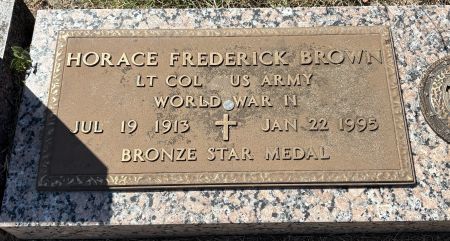 HORACE FREDERICK BROWN
LT COL US ARMY
WORLD WAR II
JUL 19 1913 JAN 22 1995
BRONZE STAR MEDAL